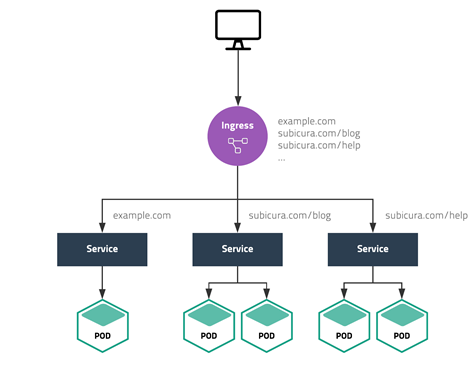 Ingress
example.com
subicura.com/blog
subicura.com/help
...
example.com
subicura.com/blog
subicura.com/help
Service
Service
Service
POD
POD
POD
POD
POD